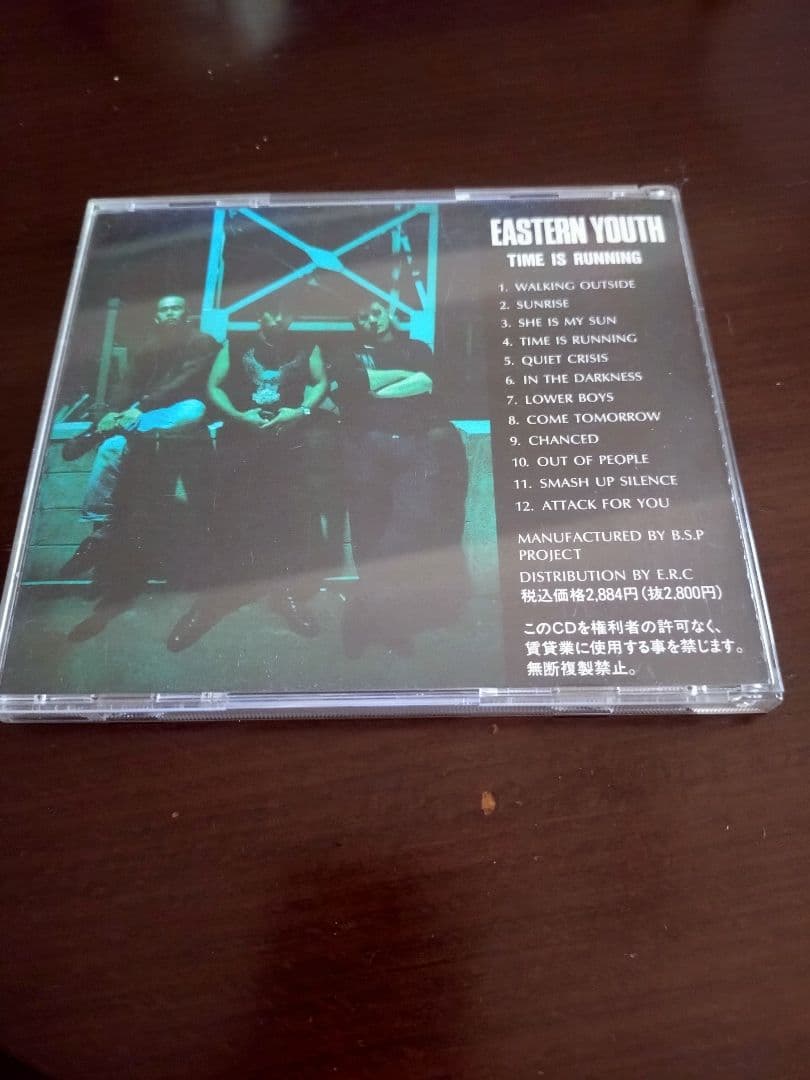 EASTERN YOUTH
TIME IS RUNNING
1. WALKING OUTSIDE
2. SUNRISE
3. SHE IS MY SUN
4. TIME IS RUNNING
5. QUIET CRISIS
6. IN THE DARKNESS
7. LOWER BOYS
8. COME TOMORROW
9. CHANCED
10. OUT OF PEOPLE
11. SMASH UP SILENCE
12. ATTACK FOR YOU
MANUFACTURED BY B.S.P
PROJECT
DISTRIBUTION BY E.R.C
税込価格2,884円(抜2,800円)
このCDを権利者の許可なく、
賃貸業に使用する事を禁じます。
無断複製禁止。